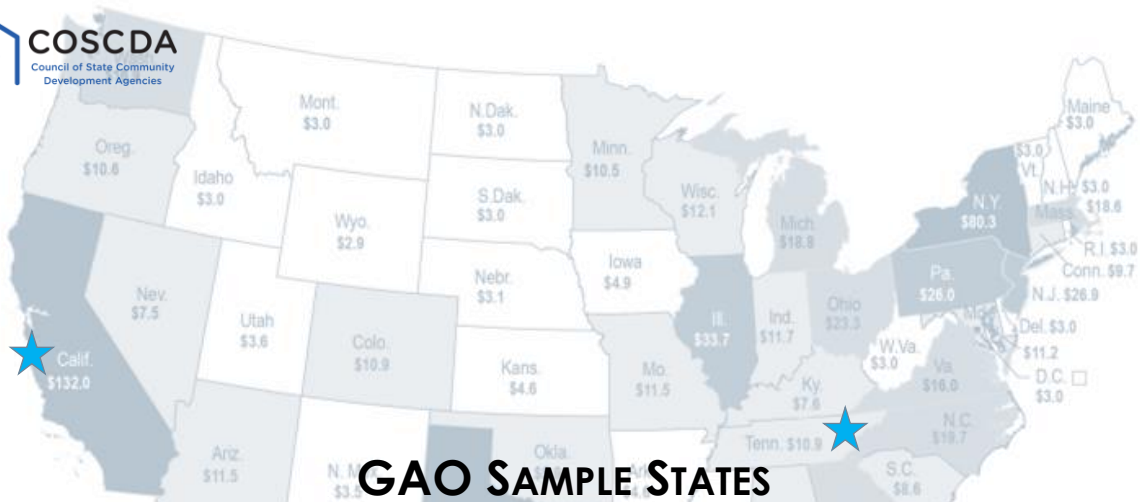 COSCDA
Council of State Community
Development Agencies
Mont.
$3.0
N.Dak.
$3.0
Minn.
$10.5
Maine
$3.0
Oreg.
$10.6
Idaho
$3.0
S.Dak.
$3.0
Wisc.
$12.1
Mich.
$18.9
$3.0
Vt.
N.H. $3.0
$18.6
Mass.
N.Y.
$80.3
R.I. $3.0
Conn. $9.7
Wyo.
$2.9
Iowa
$4.9
Nebr.
$3.1
Pa.
$26.0
N.J. $26.9
Nev.
$7.5
Utah
$3.6
Colo.
$10.9
Kans.
$4.6
Mo.
$11.5
Ill.
$33.7
Ind.
$11.7
Ohio
$23.3
W.Va.
$3.0
Del. $3.0
$11.2
D.C.
$3.0
Va.
$16.0
Ky.
$7.6
Calif.
$132.0
Tenn. $10.9
N.C.
$19.7
Ariz.
$11.5
Okla.
S.C.
$8.6
GAO Sample States